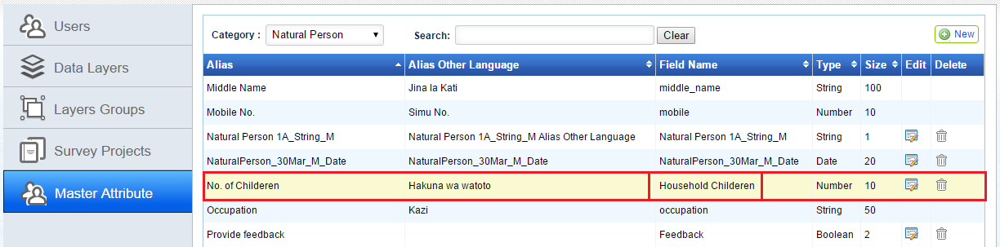 Users
Data Layers
Layers Groups
Survey Projects
Master Attribute
Category : Natural Person Search: Clear New
Alias Alias Other Language Field Name Type Size Edit Delete
Middle Name Jina la Kati middle_name String 100
Mobile No. Simu No. mobile Number 10
Natural Person 1A_String_M Natural Person 1A_String_M Alias Other Language Natural Person 1A_String_M String 1
NaturalPerson_30Mar_M_Date NaturalPerson_30Mar_M_Date NaturalPerson_30Mar_M_Date Date 20
No. of Childeren Hakuna wa watoto Household Childeren Number 10
Occupation Kazi occupation String 50
Provide feedback Feedback Boolean 2